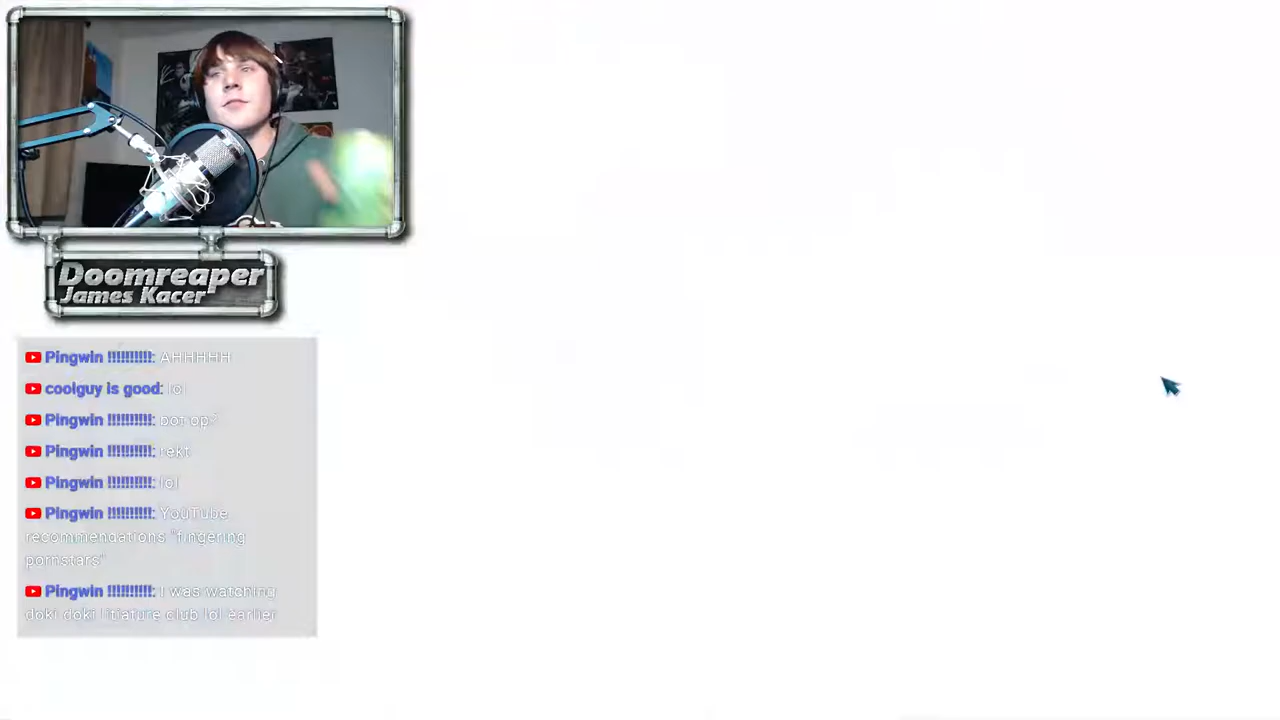 Doomreaper
James Kacer
Pingwin !!!!!!!!!!: AHHHHH
coolguy is good: lol
Pingwin !!!!!!!!!!: bot op?
Pingwin !!!!!!!!!!: rekt
Pingwin !!!!!!!!!!: lol
Pingwin !!!!!!!!!!: YouTube
recommendations "fingering
pornstars"
Pingwin !!!!!!!!!!: I was watching
doki doki litiature club lol earlier